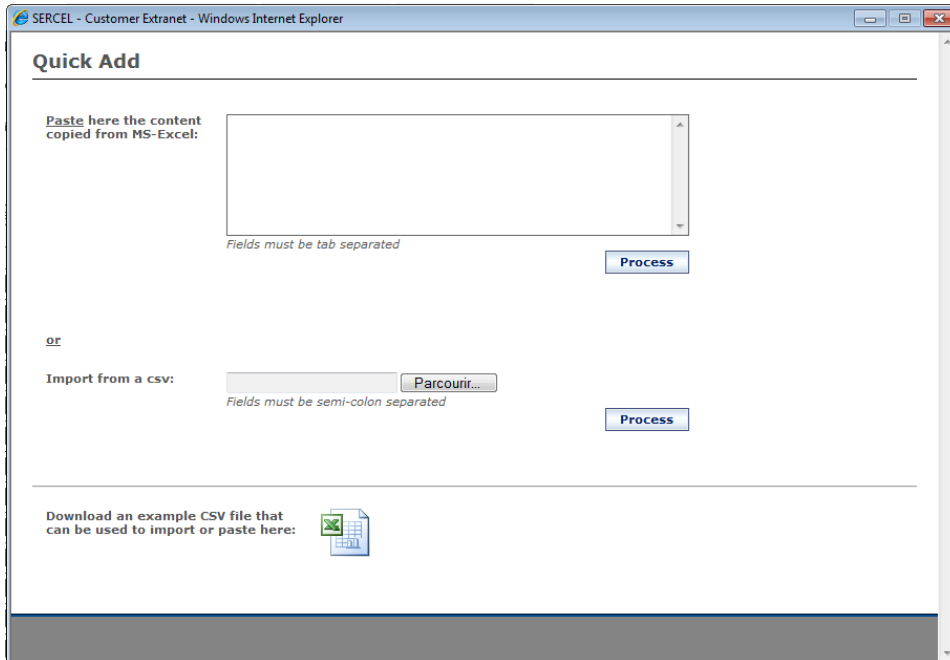 SERCEL - Customer Extranet - Windows Internet Explorer
Quick Add
Paste here the content
copied from MS-Excel:
Fields must be tab separated
Process
or
Import from a csv:
Parcourir...
Fields must be semi-colon separated
Process
Download an example CSV file that
can be used to import or paste here: